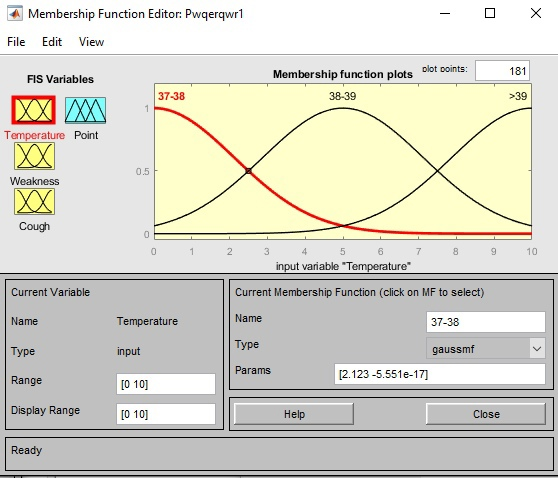 Membership Function Editor: Pwqerqwr1
File Edit View
FIS Variables
Temperature Point
Weakness
Cough
Membership function plots plot points: 181
37-38 38-39 >39
1
0.5
0
0 1 2 3 4 5 6 7 8 9 10
input variable "Temperature"
Current Variable
Name Temperature
Type input
Range [0 10]
Display Range [0 10]
Current Membership Function (click on MF to select)
Name 37-38
Type gaussmf
Params [2.123 -5.551e-17]
Help Close
Ready